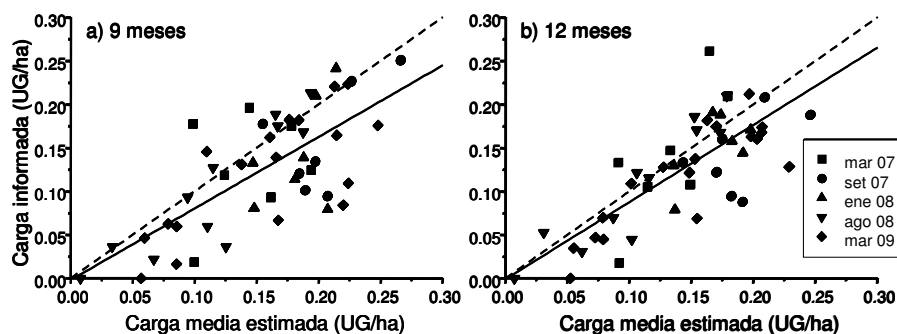 a) 9 meses
b) 12 meses
Carga informada (UG/ha)
0.30
0.25
0.20
0.15
0.10
0.05
0.00
0.30
0.25
0.20
0.15
0.10
0.05
0.00
mar 07
set 07
ene 08
ago 08
mar 09
0.00 0.05 0.10 0.15 0.20 0.25 0.30
0.00 0.05 0.10 0.15 0.20 0.25 0.30
Carga media estimada (UG/ha)
Carga media estimada (UG/ha)